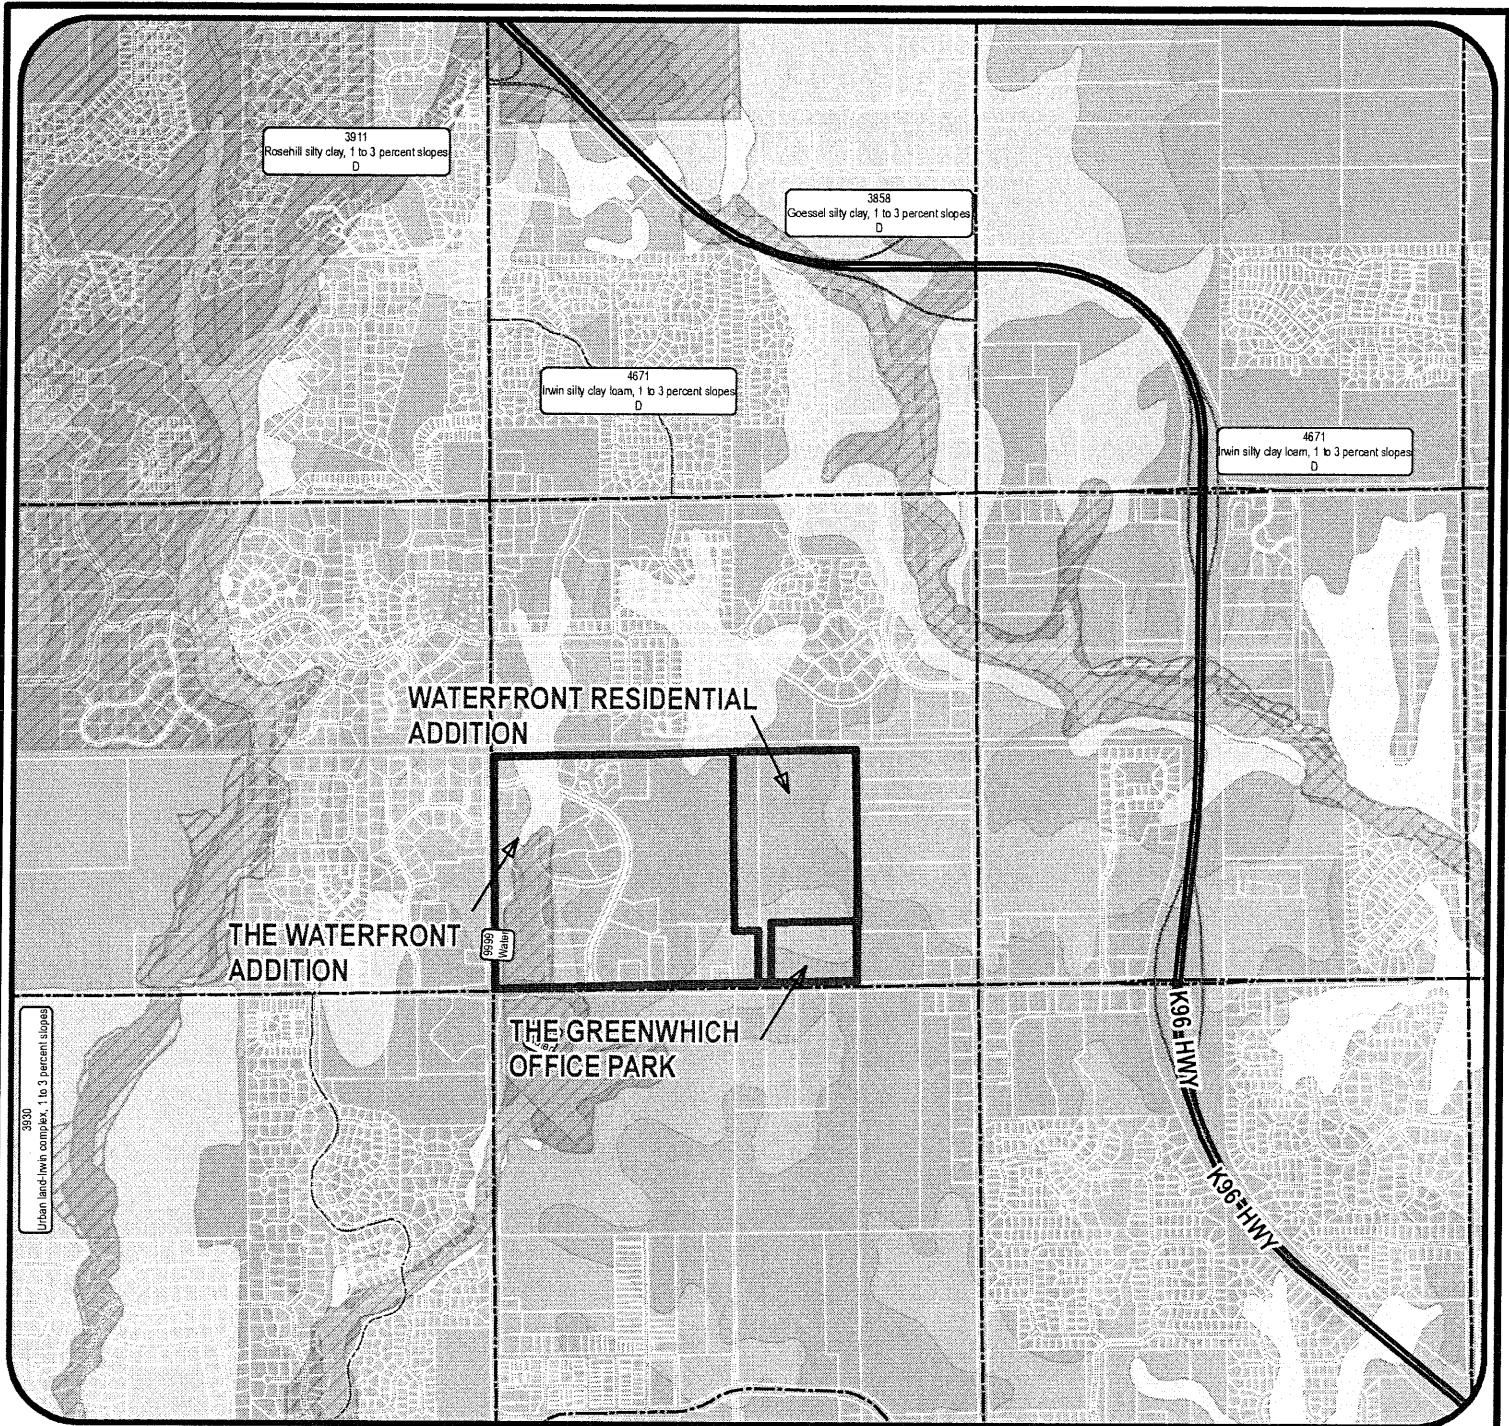 3911
Rosehill silty clay, 1 to 3 percent slopes
D
3858
Goessel silty clay, 1 to 3 percent slopes
D
4671
Irwin silty clay loam, 1 to 3 percent slopes
D
4671
Irwin silty clay loam, 1 to 3 percent slopes
D
WATERFRONT RESIDENTIAL
ADDITION
THE WATERFRONT
ADDITION
9999
Water
THE GREENWHICH
OFFICE PARK
3930
Urban land-Irwin complex, 1 to 3 percent slopes
K96 HWY
K96 HWY